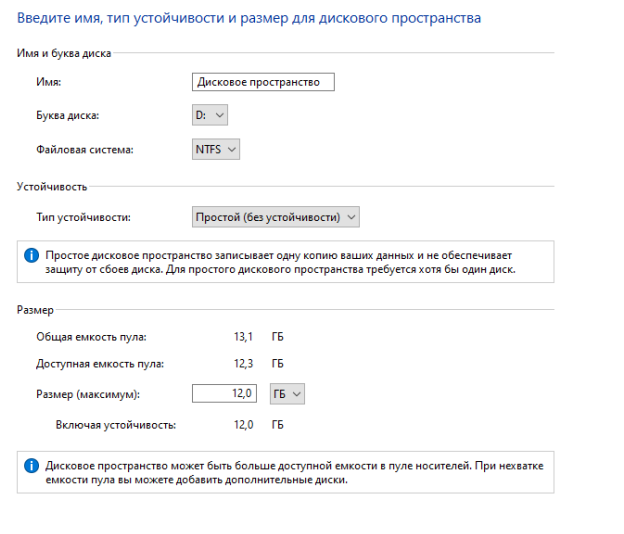 Введите имя, тип устойчивости и размер для дискового пространства
Имя и буква диска
Имя: Дисковое пространство
Буква диска: D:
Файловая система: NTFS
Устойчивость
Тип устойчивости: Простой (без устойчивости)
Простое дисковое пространство записывает одну копию ваших данных и не обеспечивает
защиту от сбоев диска. Для простого дискового пространства требуется хотя бы один диск.
Размер
Общая емкость пула: 13,1 ГБ
Доступная емкость пула: 12,3 ГБ
Размер (максимум): 12,0 ГБ
Включая устойчивость: 12,0 ГБ
Дисковое пространство может быть больше доступной емкости в пуле носителей. При нехватке
емкости пула вы можете добавить дополнительные диски.